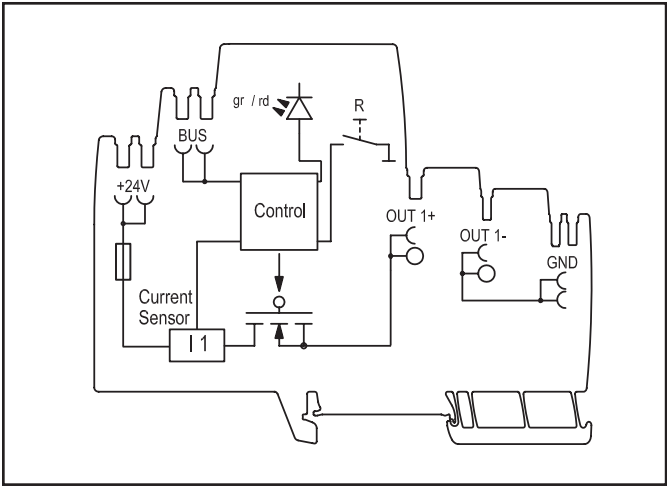 gr / rd
R
BUS
+24V
Control
OUT 1+
OUT 1-
GND
Current
Sensor
I 1